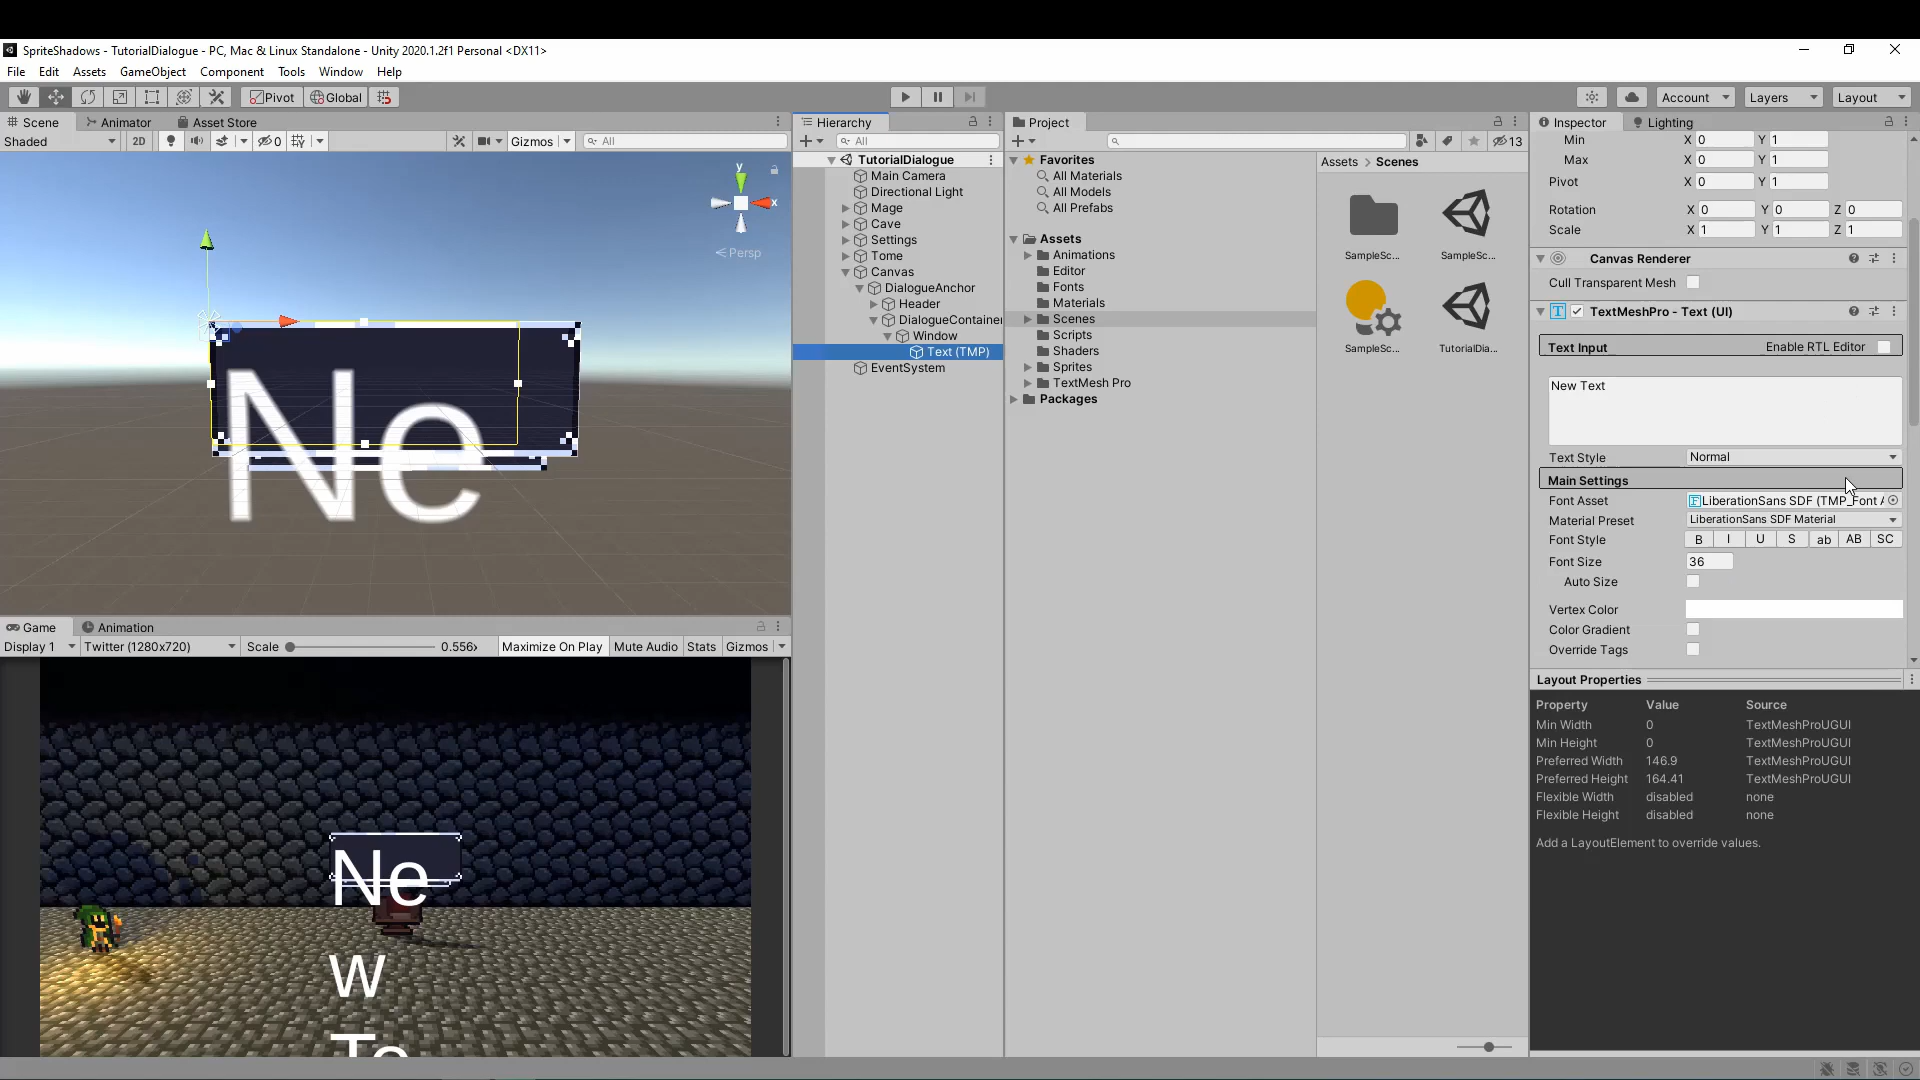 SpriteShadows - TutorialDialogue - PC, Mac & Linux Standalone - Unity 2020.1.2f1 Personal <DX11>
File Edit Assets GameObject Component Tools Window Help
Pivot Global Account Layers Layout
Scene Animator Asset Store
Shaded 2D 0 Gizmos All
y
x
Persp
Ne
Game Animation
Display 1 Twitter (1280x720) Scale 0.556x Maximize On Play Mute Audio Stats Gizmos
Ne
W
Te
Hierarchy
All
TutorialDialogue
Main Camera
Directional Light
Mage
Cave
Settings
Tome
Canvas
DialogueAnchor
Header
DialogueContainer
Window
Text (TMP)
EventSystem
Project
13
Favorites
All Materials
All Models
All Prefabs
Assets
Animations
Editor
Fonts
Materials
Scenes
Scripts
Shaders
Sprites
TextMesh Pro
Packages
Assets > Scenes
SampleSc...
SampleSc...
SampleSc...
TutorialDia...
Inspector Lighting
Min X 0 Y 1
Max X 0 Y 1
Pivot X 0 Y 1
Rotation X 0 Y 0 Z 0
Scale X 1 Y 1 Z 1
Canvas Renderer
Cull Transparent Mesh
TextMeshPro - Text (UI)
Text Input Enable RTL Editor
New Text
Text Style Normal
Main Settings
Font Asset LiberationSans SDF (TMP_Font A
Material Preset LiberationSans SDF Material
Font Style B I U S ab AB SC
Font Size 36
Auto Size
Vertex Color
Color Gradient
Override Tags
Layout Properties
Property Value Source
Min Width 0 TextMeshProUGUI
Min Height 0 TextMeshProUGUI
Preferred Width 146.9 TextMeshProUGUI
Preferred Height 164.41 TextMeshProUGUI
Flexible Width disabled none
Flexible Height disabled none
Add a LayoutElement to override values.